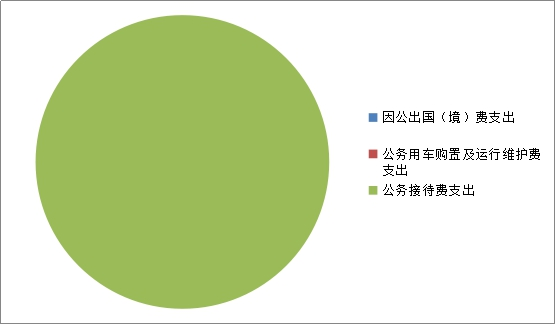 因公出国（境）费支出
公务用车购置及运行维护费
支出
公务接待费支出